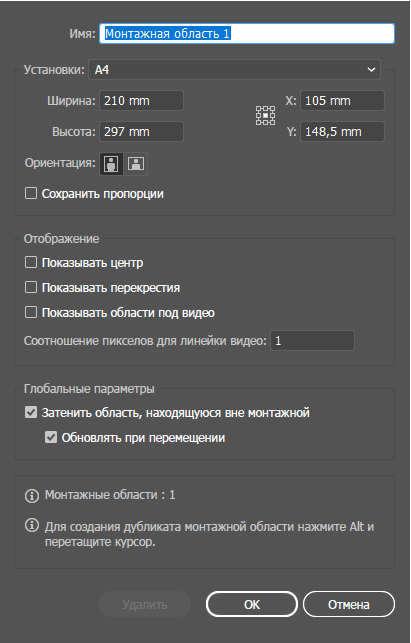 Имя: Монтажная область 1
Установки: A4
Ширина: 210 mm X: 105 mm
Высота: 297 mm Y: 148,5 mm
Ориентация:
Сохранить пропорции
Отображение
Показывать центр
Показывать перекрестия
Показывать области под видео
Соотношение пикселов для линейки видео: 1
Глобальные параметры
Затенить область, находящуюся вне монтажной
Обновлять при перемещении
Монтажные области : 1
Для создания дубликата монтажной области нажмите Alt и
перетащите курсор.
Удалить OK Отмена